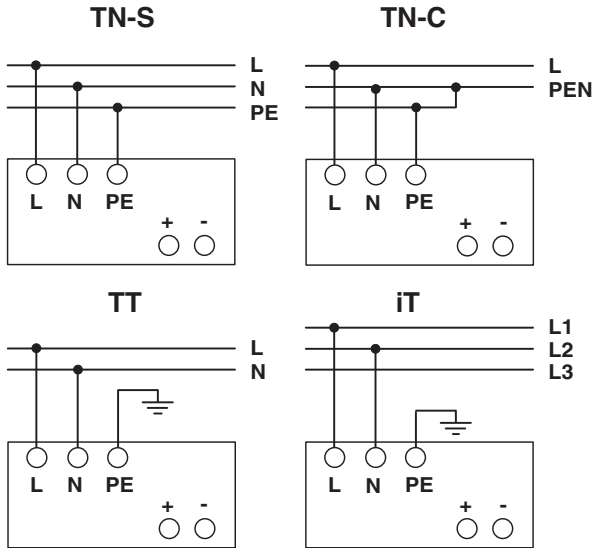 TN-S
TN-C
L
N
PE
L
PEN
L N PE
+ -
L N PE
+ -
TT
iT
L
N
L1
L2
L3
L N PE
+ -
L N PE
+ -